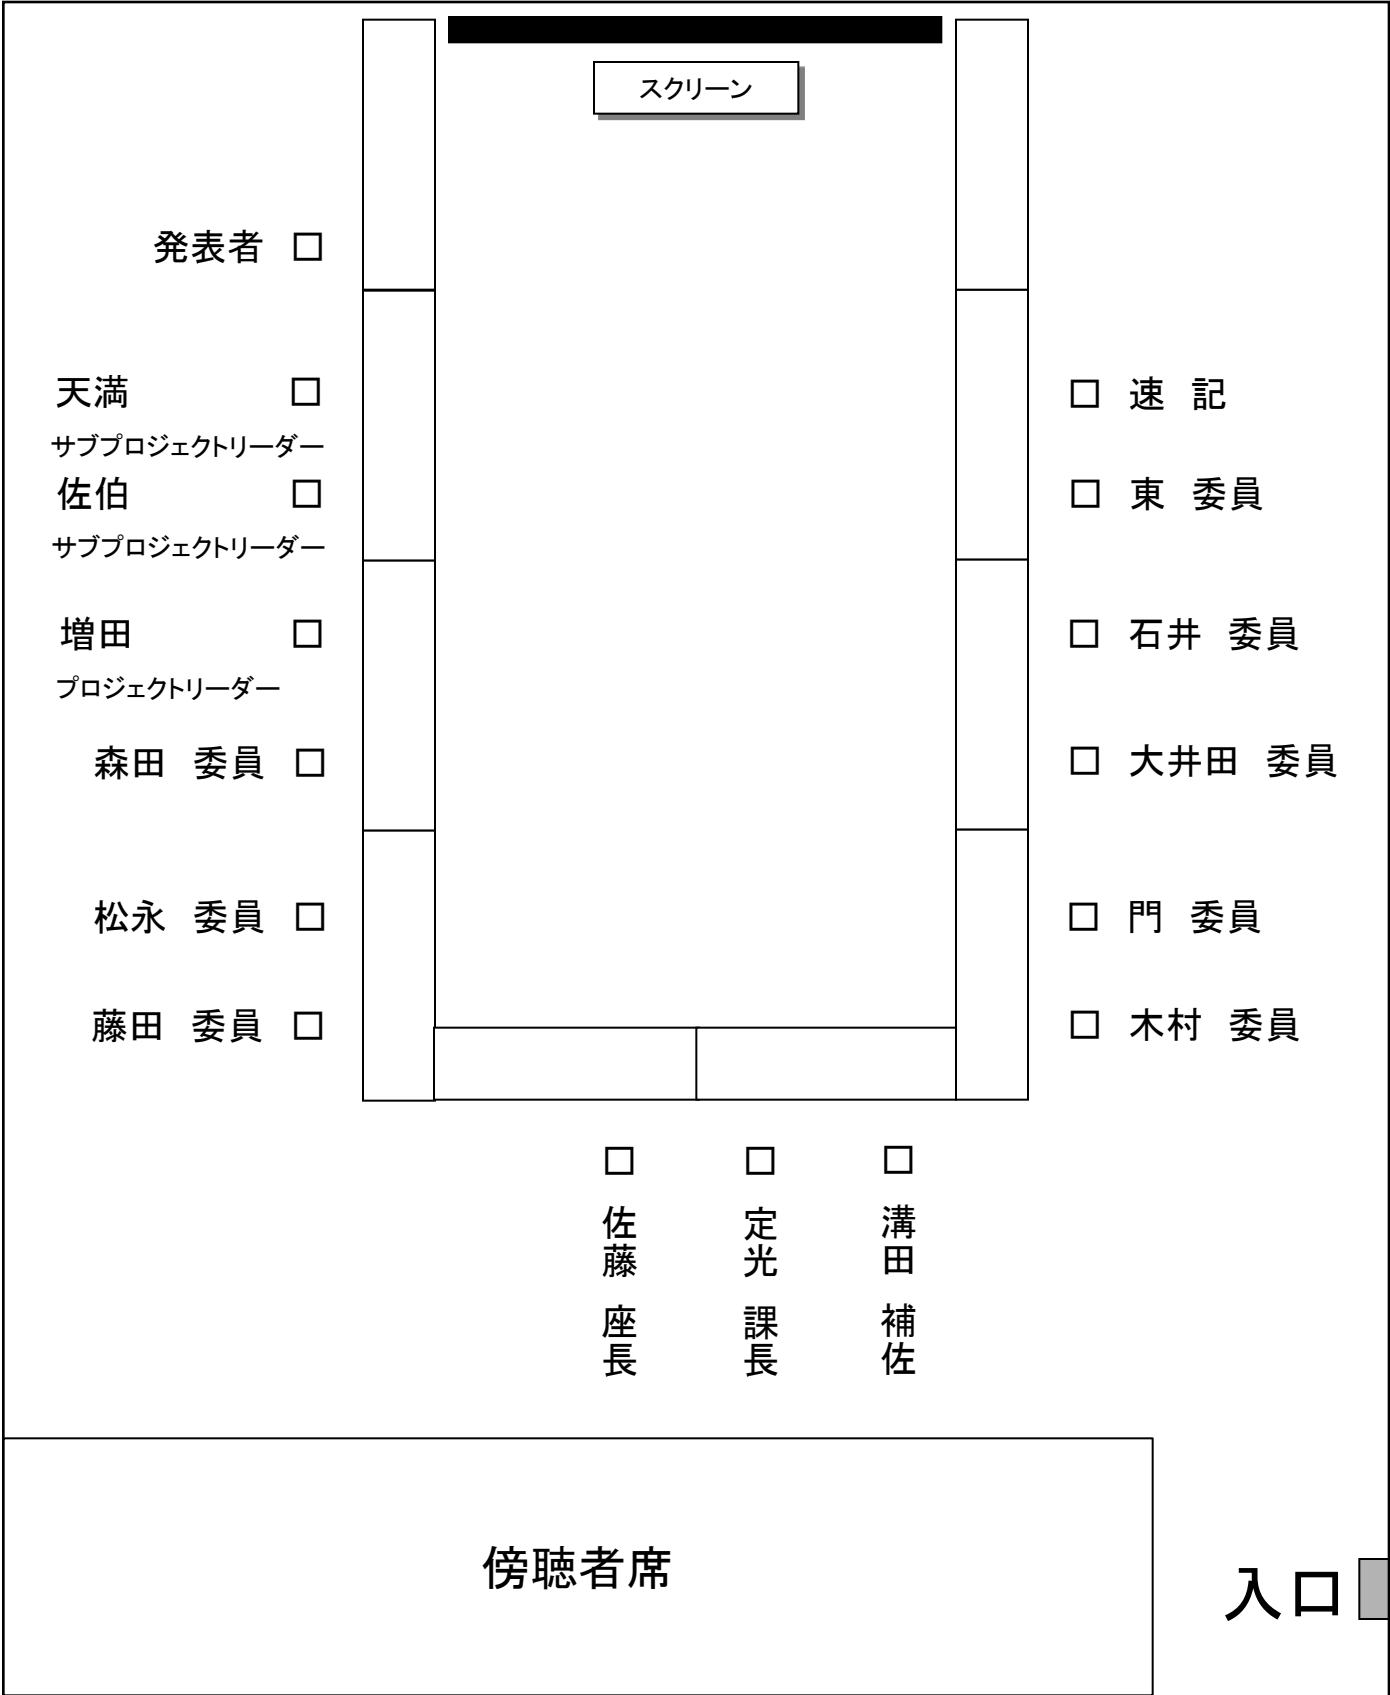 スクリーン
発表者 □
天満 □
サブプロジェクトリーダー
佐伯 □
サブプロジェクトリーダー
増田 □
プロジェクトリーダー
森田 委員 □
松永 委員 □
藤田 委員 □
□ 速 記
□ 東 委員
□ 石井 委員
□ 大井田 委員
□ 門 委員
□ 木村 委員
□ 佐藤 座長
□ 定光 課長
□ 溝田 補佐
傍聴者席
入口